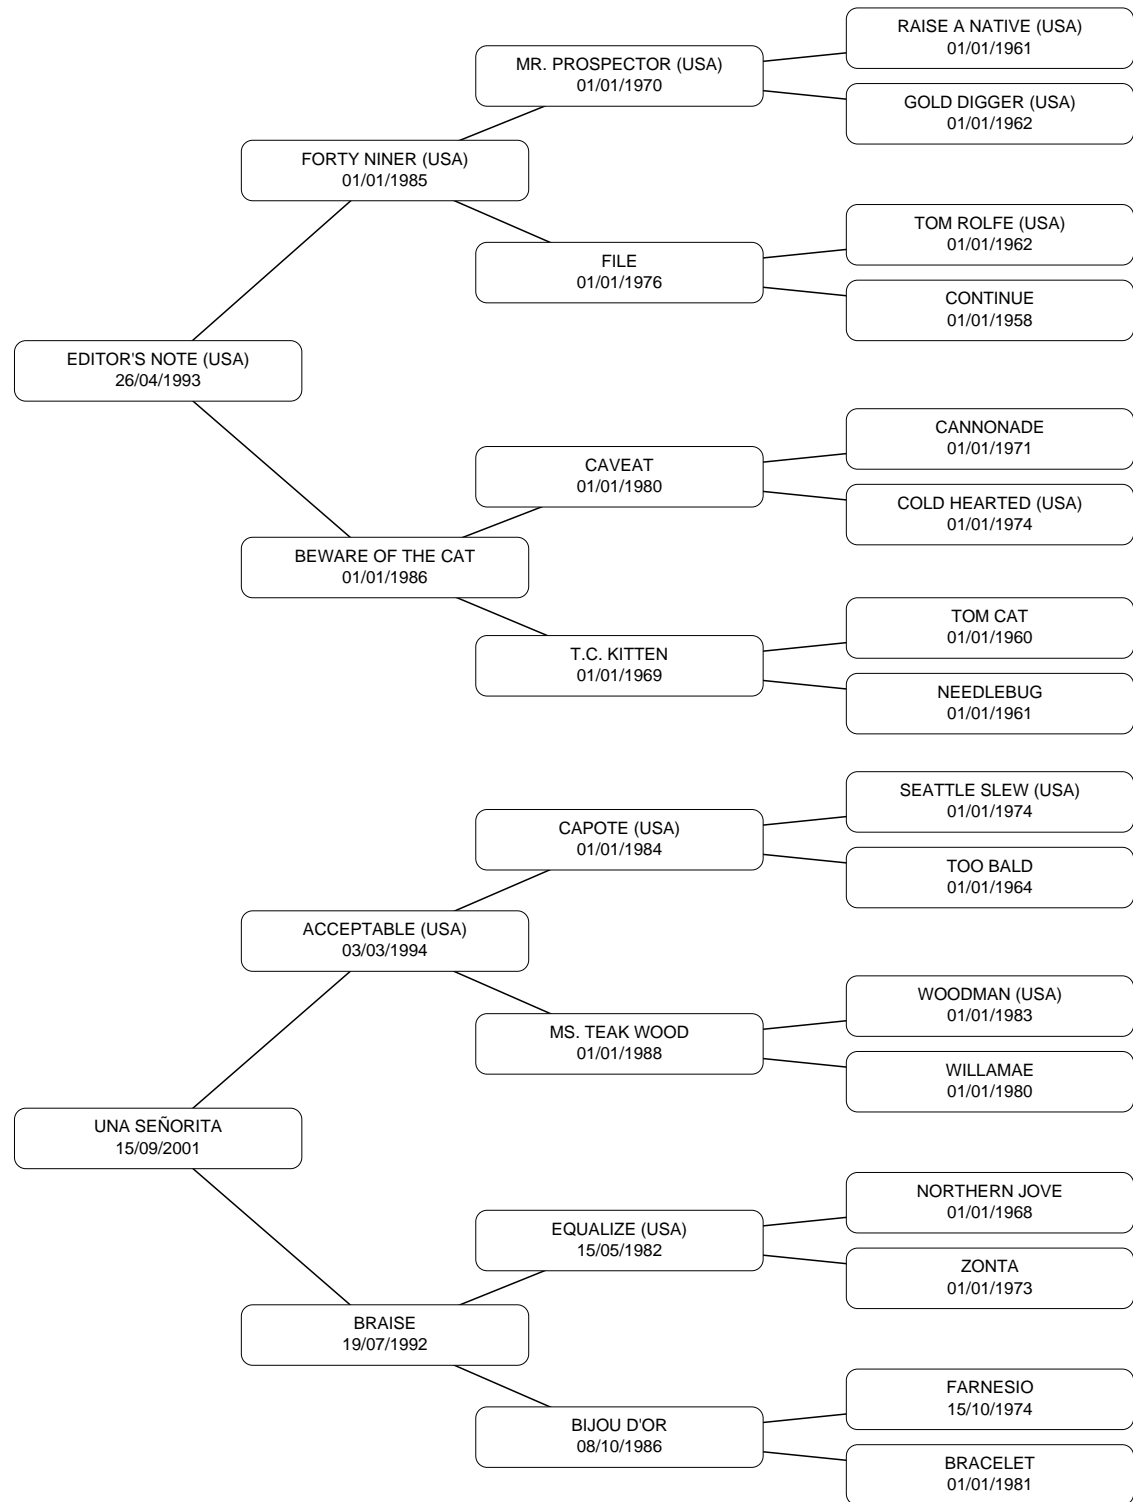 RAISE A NATIVE (USA)
01/01/1961
MR. PROSPECTOR (USA)
01/01/1970
GOLD DIGGER (USA)
01/01/1962
FORTY NINER (USA)
01/01/1985
TOM ROLFE (USA)
01/01/1962
FILE
01/01/1976
CONTINUE
01/01/1958
EDITOR'S NOTE (USA)
26/04/1993
CANNONADE
01/01/1971
CAVEAT
01/01/1980
COLD HEARTED (USA)
01/01/1974
BEWARE OF THE CAT
01/01/1986
TOM CAT
01/01/1960
T.C. KITTEN
01/01/1969
NEEDLEBUG
01/01/1961
SEATTLE SLEW (USA)
01/01/1974
CAPOTE (USA)
01/01/1984
TOO BALD
01/01/1964
ACCEPTABLE (USA)
03/03/1994
WOODMAN (USA)
01/01/1983
MS. TEAK WOOD
01/01/1988
WILLAMAE
01/01/1980
UNA SEÑORITA
15/09/2001
NORTHERN JOVE
01/01/1968
EQUALIZE (USA)
15/05/1982
ZONTA
01/01/1973
BRAISE
19/07/1992
FARNESIO
15/10/1974
BIJOU D'OR
08/10/1986
BRACELET
01/01/1981